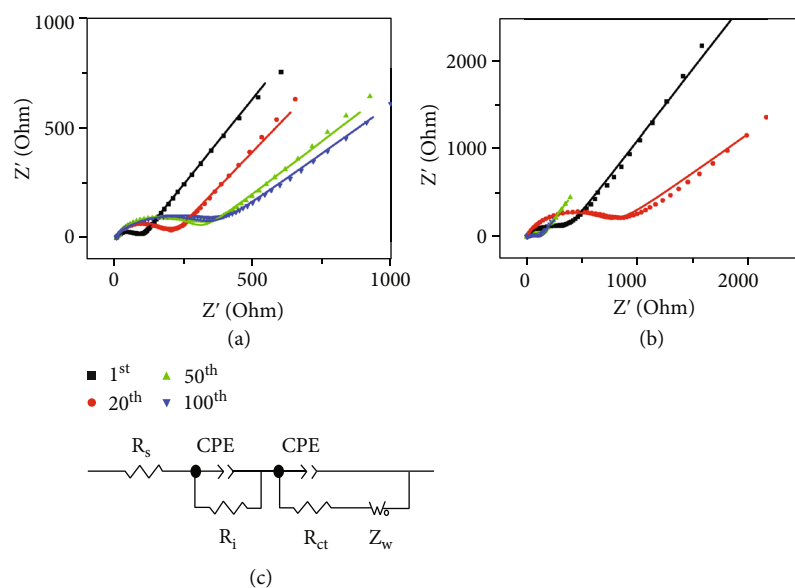 1000
500
0
Z′ (Ohm)
0
500
1000
Z′ (Ohm)
(a)
2000
1000
0
Z′ (Ohm)
0
1000
2000
Z′ (Ohm)
(b)
1st
50th
20th
100th
Rs
CPE
CPE
Ri
Rct
Zw
(c)